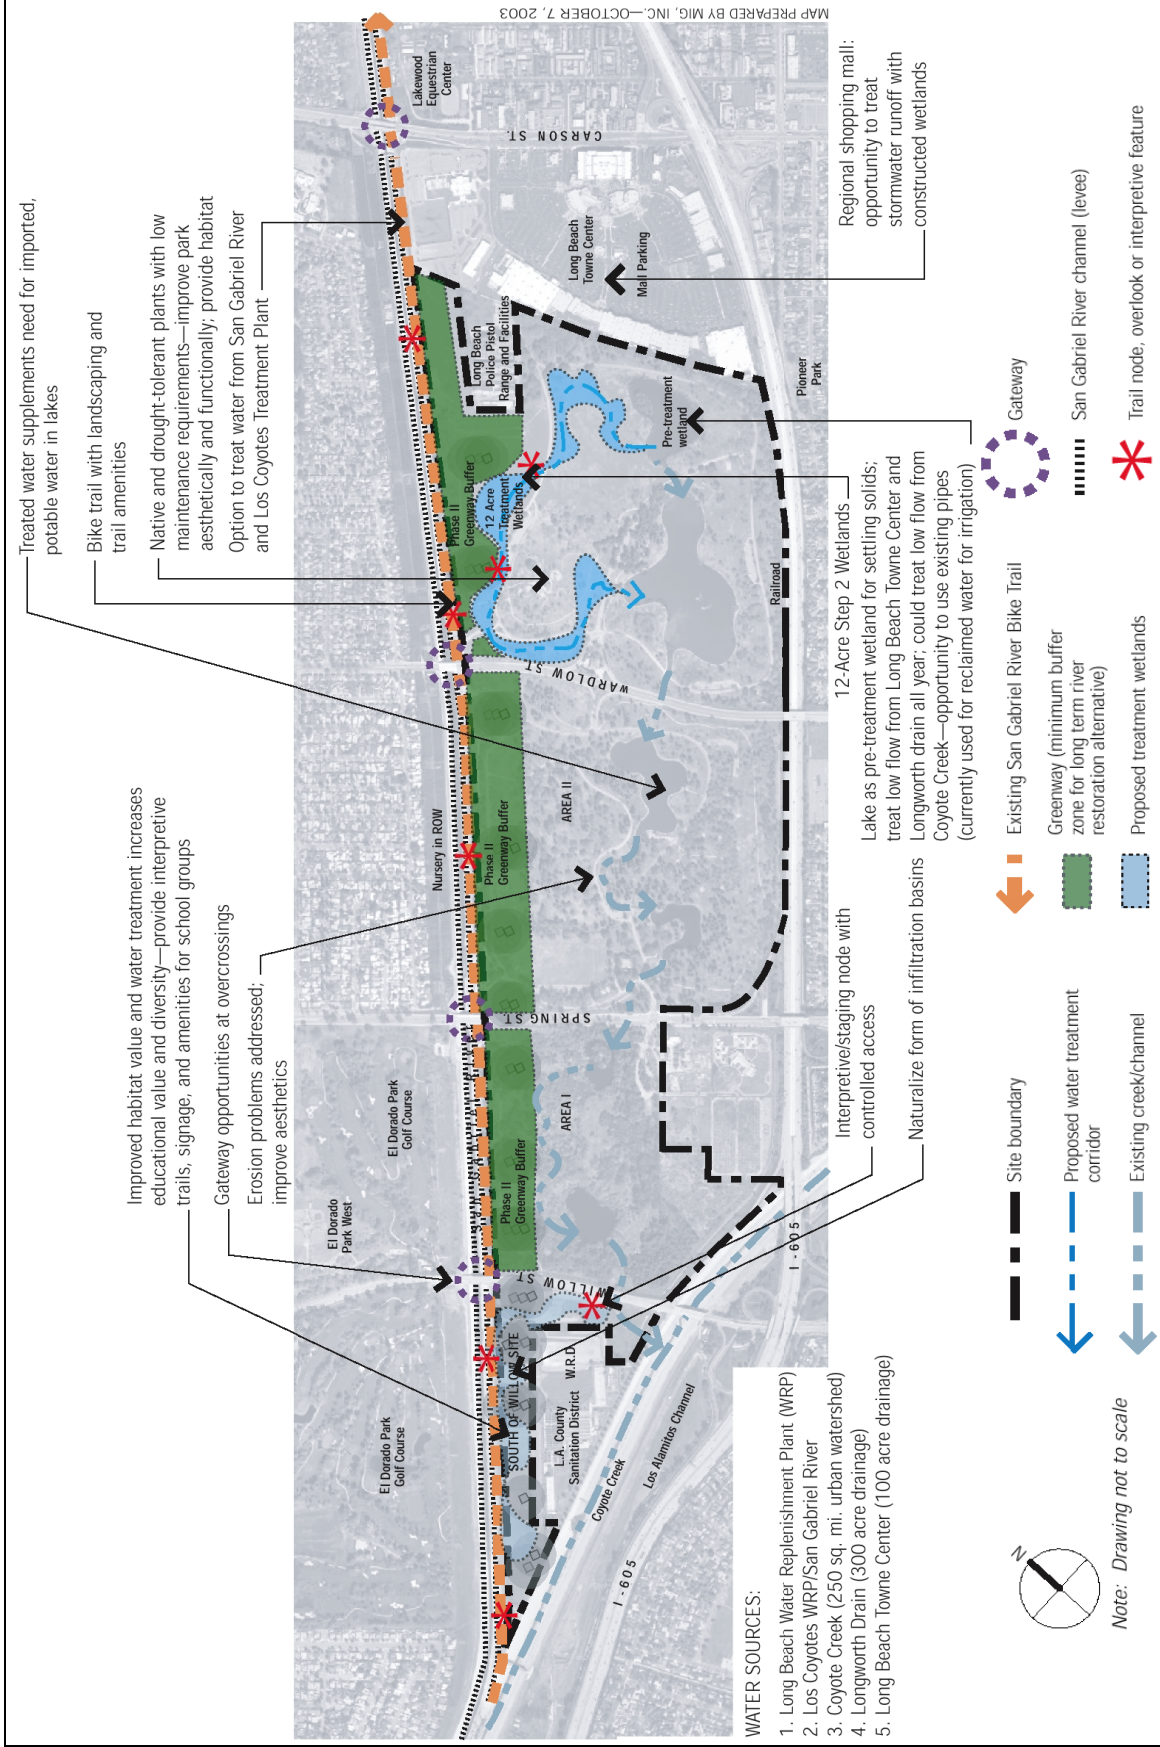 Treated water supplements need for imported,
potable water in lakes
Bike trail with landscaping and
trail amenities
Native and drought-tolerant plants with low
maintenance requirements—improve park
aesthetically and functionally; provide habitat
Option to treat water from San Gabriel River
and Los Coyotes Treatment Plant
Improved habitat value and water treatment increases
educational value and diversity—provide interpretive
trails, signage, and amenities for school groups
Gateway opportunities at overcrossings
Erosion problems addressed;
improve aesthetics
MAP PREPARED BY MIG, INC.—OCTOBER 7, 2003
El Dorado Park
Golf Course
El Dorado
Park West
El Dorado Park
Golf Course
Nursery in ROW
Lakewood
Equestrian
Center
CARSON ST.
SOUTH OF WILLOW SITE
L.A. County
Sanitation District
W.R.D.
Coyote Creek
Los Alamitos Channel
I-605
I-605
WILLOW ST.
Phase II
Greenway Buffer
AREA I
SPRING ST.
Phase II
Greenway Buffer
AREA II
WARDLOW ST.
Phase II
Greenway Buffer
12 Acre
Treatment
Wetlands
Long Beach
Police Pistol
Range and Facilities
Pre-treatment
wetland
Long Beach
Towne Center
Mall Parking
Railroad
Pioneer
Park
Regional shopping mall:
opportunity to treat
stormwater runoff with
constructed wetlands
12-Acre Step 2 Wetlands
Lake as pre-treatment wetland for settling solids;
treat low flow from Long Beach Towne Center and
Longworth drain all year; could treat low flow from
Coyote Creek—opportunity to use existing pipes
(currently used for reclaimed water for irrigation)
Interpretive/staging node with
controlled access
Naturalize form of infiltration basins
WATER SOURCES:
1. Long Beach Water Replenishment Plant (WRP)
2. Los Coyotes WRP/San Gabriel River
3. Coyote Creek (250 sq. mi. urban watershed)
4. Longworth Drain (300 acre drainage)
5. Long Beach Towne Center (100 acre drainage)
N
Note: Drawing not to scale
Site boundary
Proposed water treatment
corridor
Existing creek/channel
Existing San Gabriel River Bike Trail
Greenway (minimum buffer
zone for long term river
restoration alternative)
Proposed treatment wetlands
Gateway
San Gabriel River channel (levee)
Trail node, overlook or interpretive feature